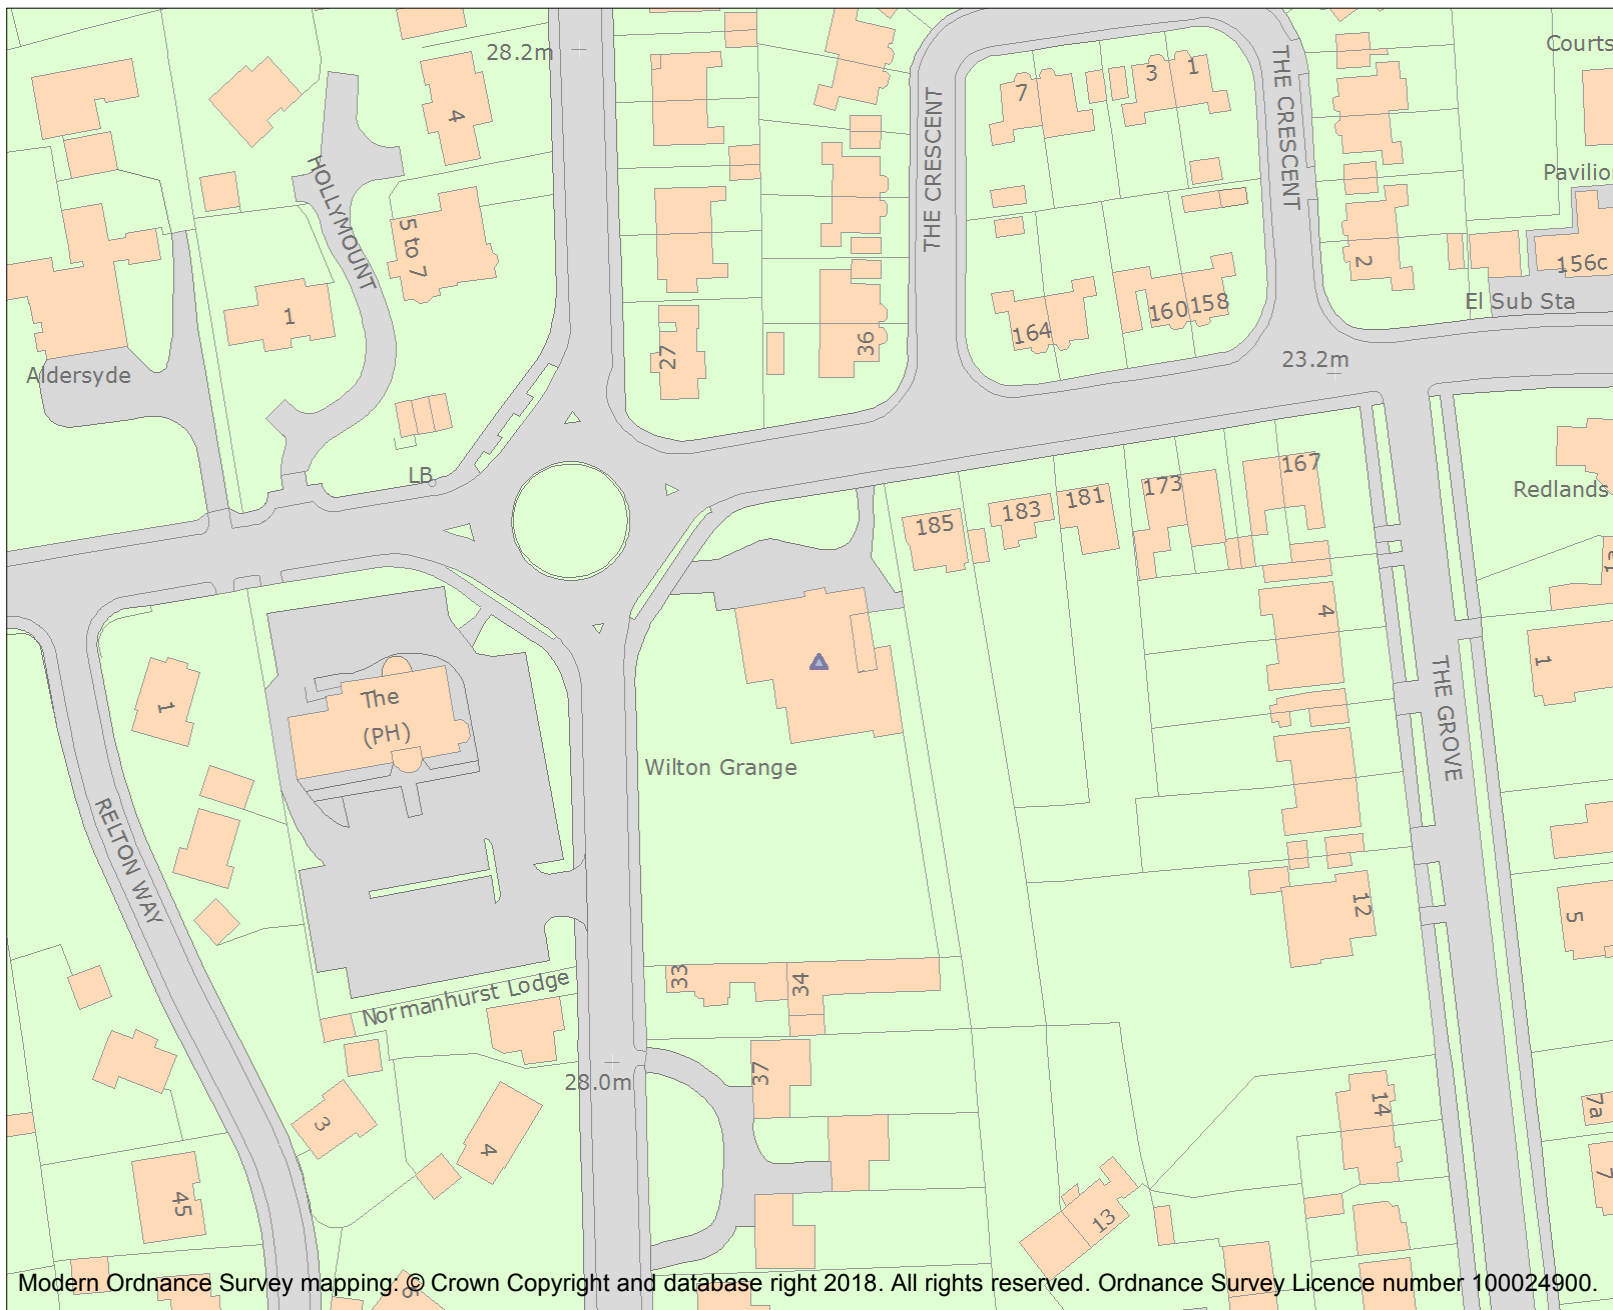 28.2m
Courts
THE CRESCENT
THE CRESCENT
7
3
1
4
HOLLYMOUNT
Pavilion
5 to 7
2
156c
El Sub Sta
1
160
158
164
27
36
23.2m
Aldersyde
LB
167
173
181
183
185
Redlands
4
1
1
The
(PH)
THE GROVE
Wilton Grange
RELTON WAY
12
5
33
34
Normanhurst Lodge
37
28.0m
14
7a
3
4
7
45
13
Modern Ordnance Survey mapping: © Crown Copyright and database right 2018. All rights reserved. Ordnance Survey Licence number 100024900.